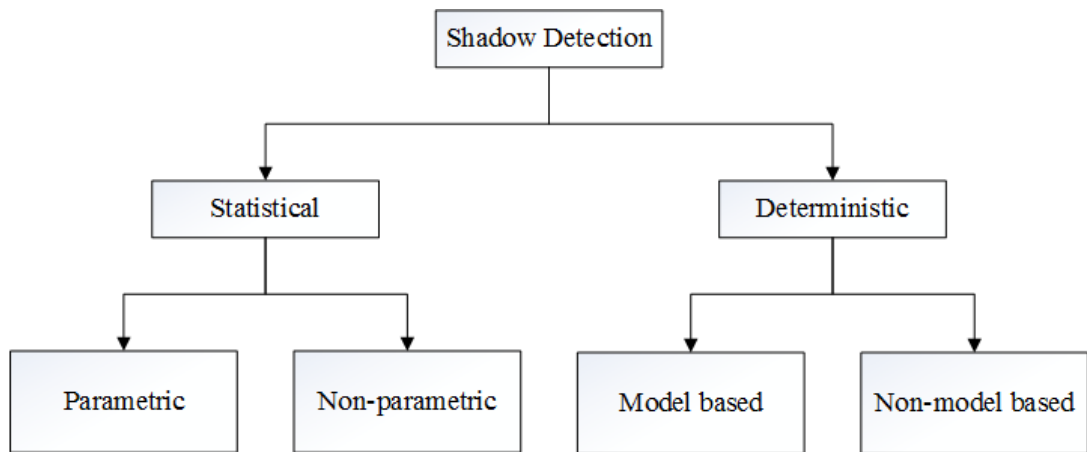 Shadow Detection
Statistical
Deterministic
Parametric
Non-parametric
Model based
Non-model based